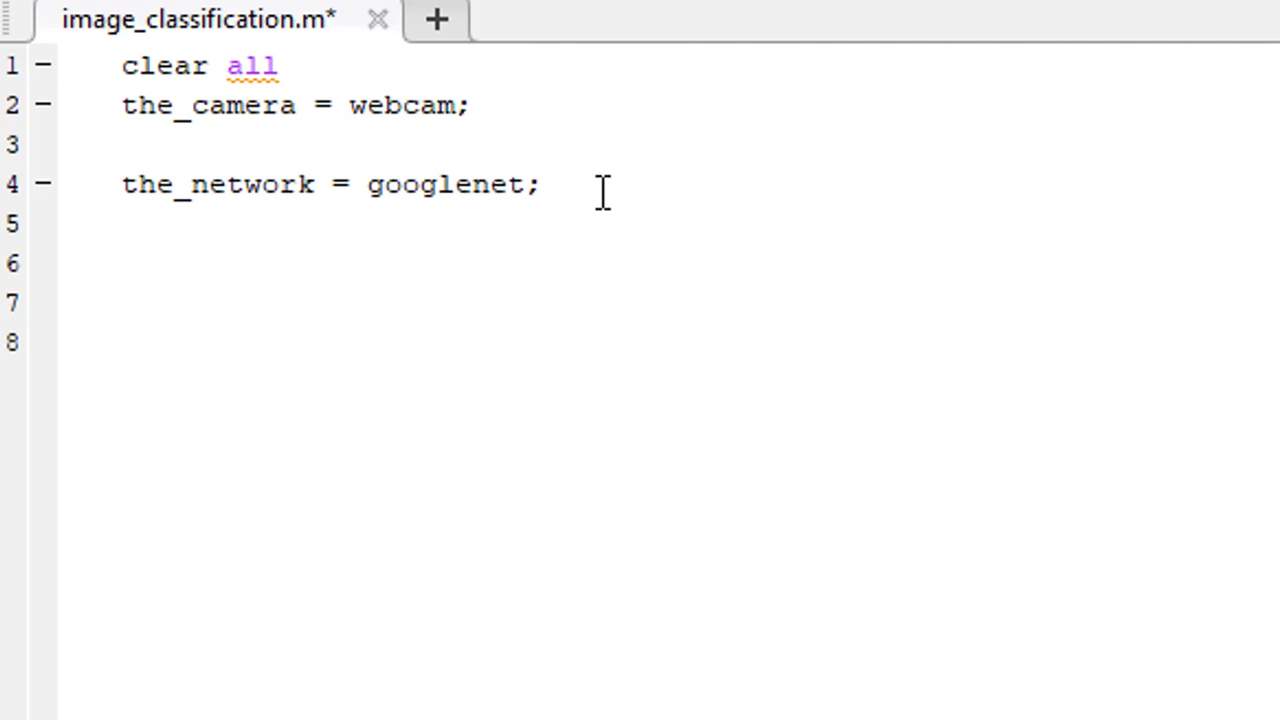 image_classification.m*
1 clear all
2 the_camera = webcam;
3
4 the_network = googlenet;
5
6
7
8